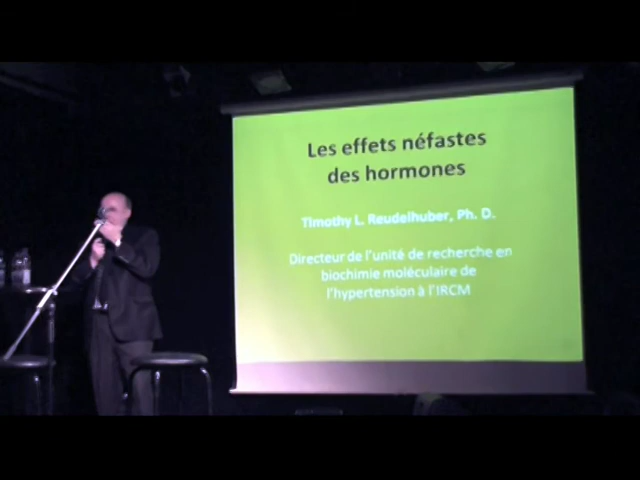 Les effets néfastes
des hormones
Timothy L. Reudelhuber, Ph. D.
Directeur de l'unité de recherche en
biochimie moléculaire de
l'hypertension à l'IRCM